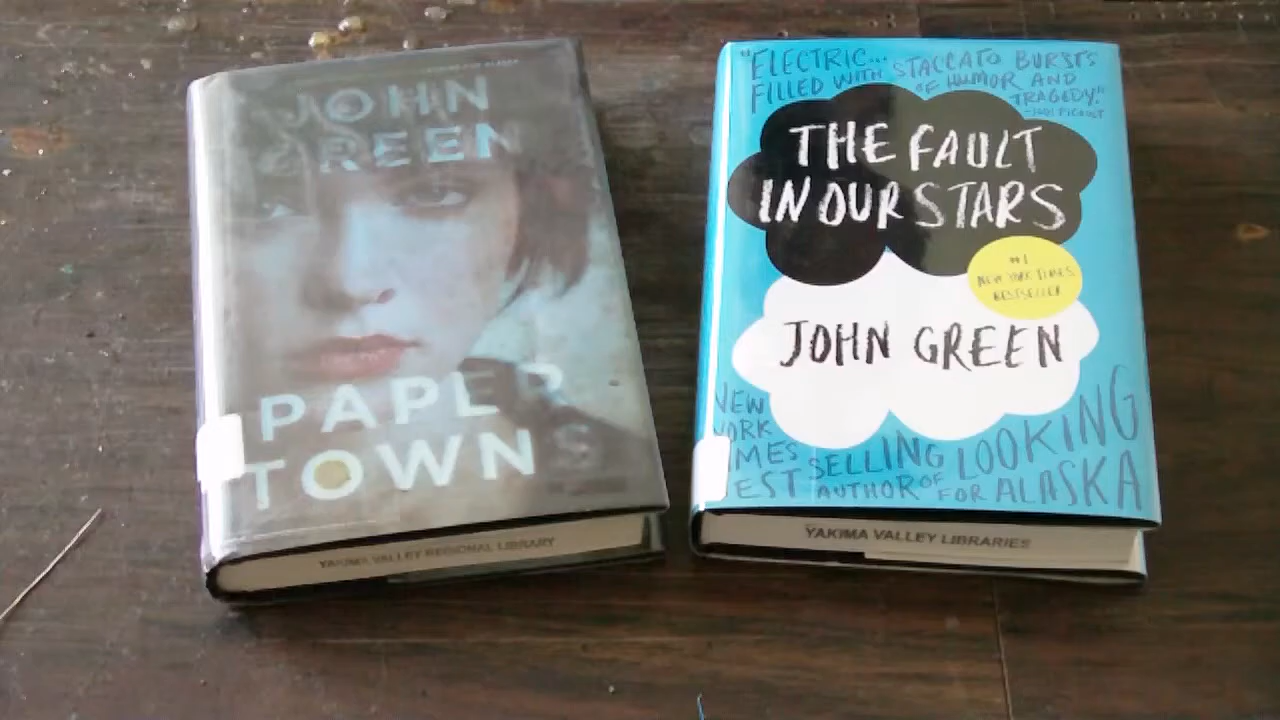 JOHN
GREEN
PAPER
TOWNS
YAKIMA VALLEY REGIONAL LIBRARY
"ELECTRIC...
FILLED WITH STACCATO BURSTS
OF HUMOR AND
TRAGEDY."
-JODI PICOULT
THE FAULT
IN OUR STARS
#1
NEW YORK TIMES
BESTSELLER
JOHN GREEN
NEW
YORK
TIMES
BEST SELLING
AUTHOR OF
LOOKING
FOR ALASKA
YAKIMA VALLEY LIBRARIES